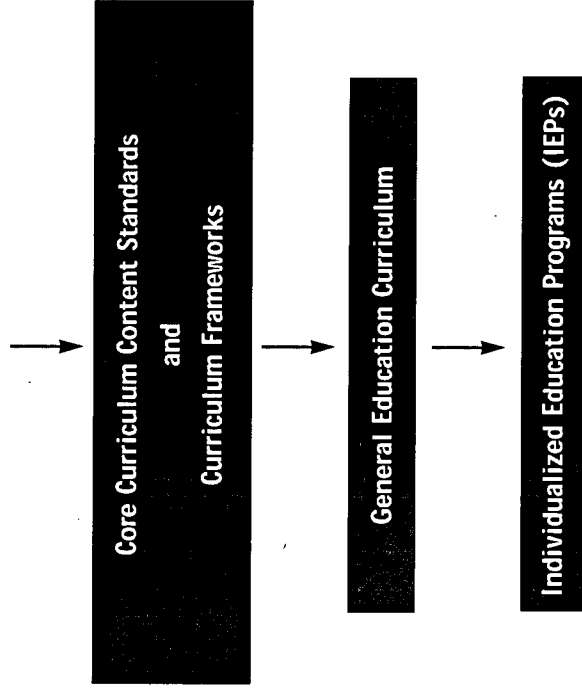 Core Curriculum Content Standards
and
Curriculum Frameworks
General Education Curriculum
Individualized Education Programs (IEPs)